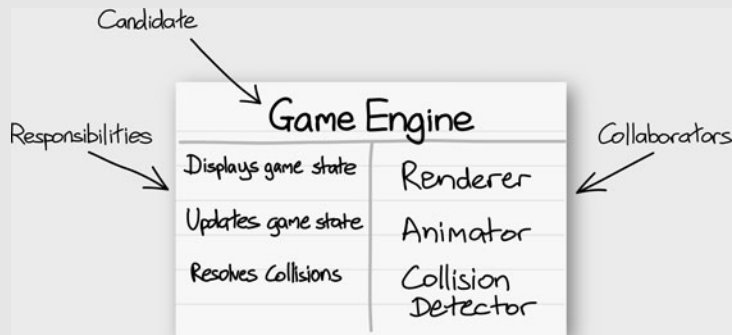 Candidate
Game Engine
Responsibilities
Collaborators
Displays game state
Renderer
Updates game state
Animator
Resolves Collisions
Collision
Detector